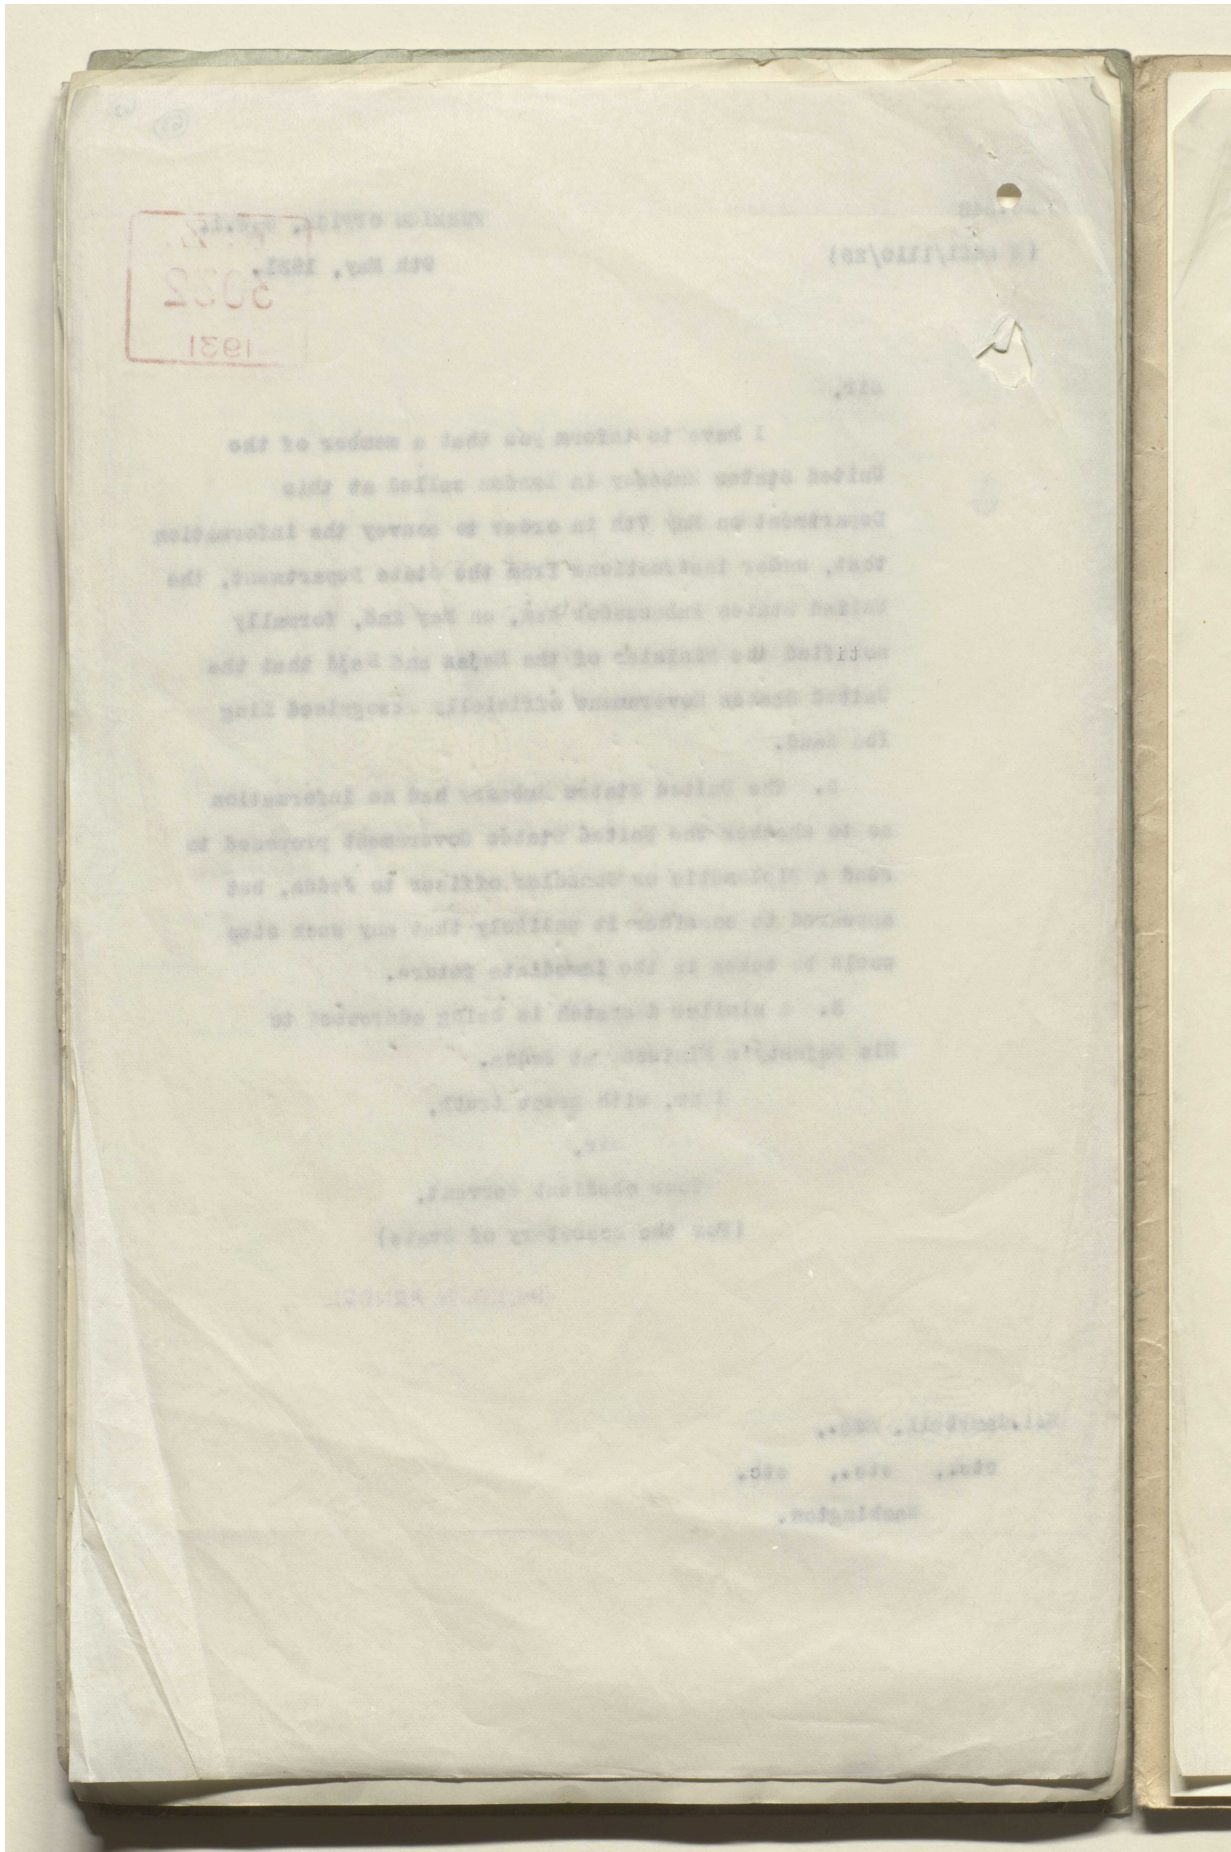 FOREIGN OFFICE, S.W.1.
9th May, 1931.
P.Z.
3032
1931
Sir,
I have to inform you that a member of the
United States Embassy in London called at this
Department on May 7th in order to convey the information
that, under instructions from the State Department, the
United States Ambassador had, on May 2nd, formally
notified the Minister of the Hejaz and Nejd that the
United States Government officially recognised King
Ibn Saud.
2. The United States Embassy had no information
as to whether the United States Government proposed to
send a Diplomatic or Consular officer to Jedda, but
appeared to consider it unlikely that any such step
would be taken in the immediate future.
3. A similar despatch is being addressed to
His Majesty's Minister at Jedda.
I am, with great truth,
Sir,
Your obedient Servant,
(For the Secretary of State)
etc., etc., etc.
Washington.